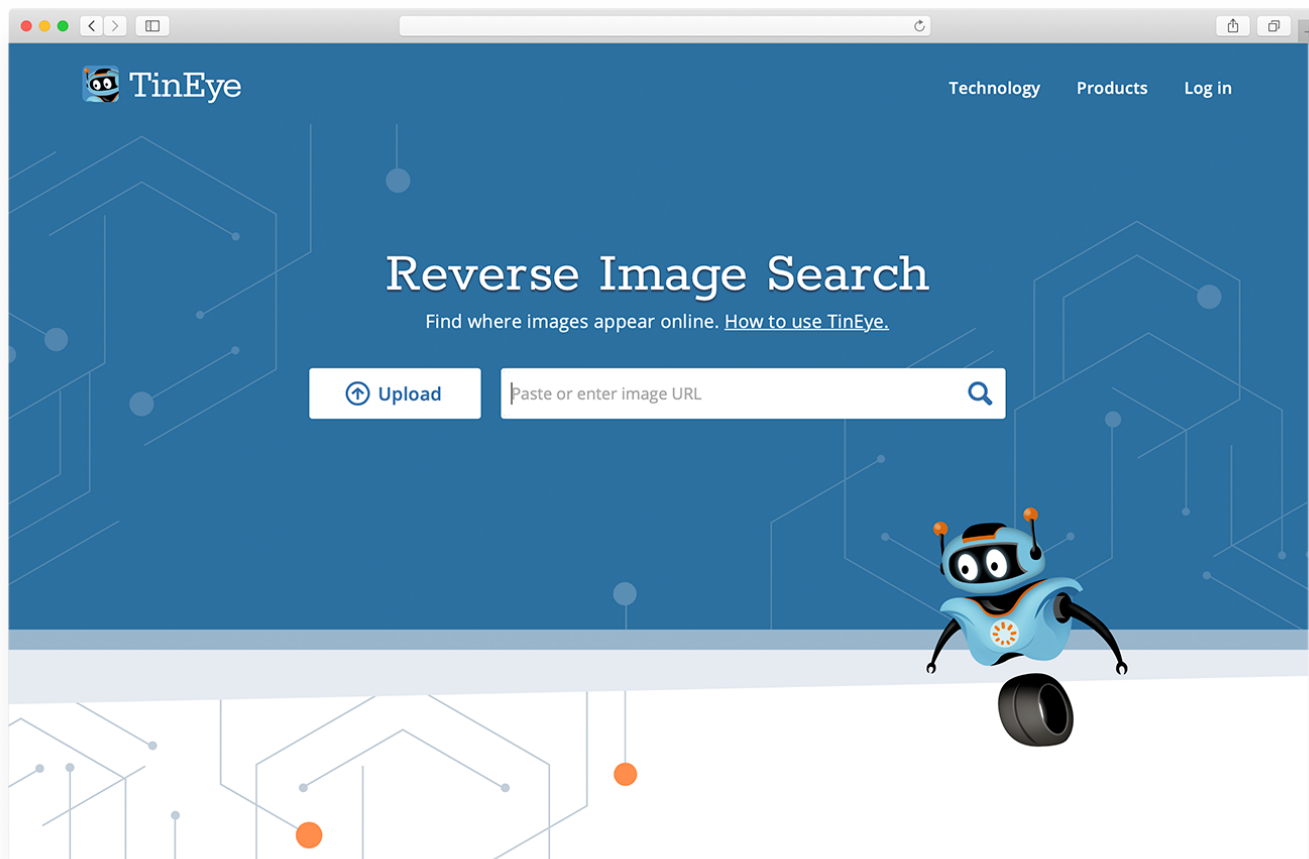 TinEye
Technology Products Log in
Reverse Image Search
Find where images appear online. How to use TinEye.
Upload
Paste or enter image URL